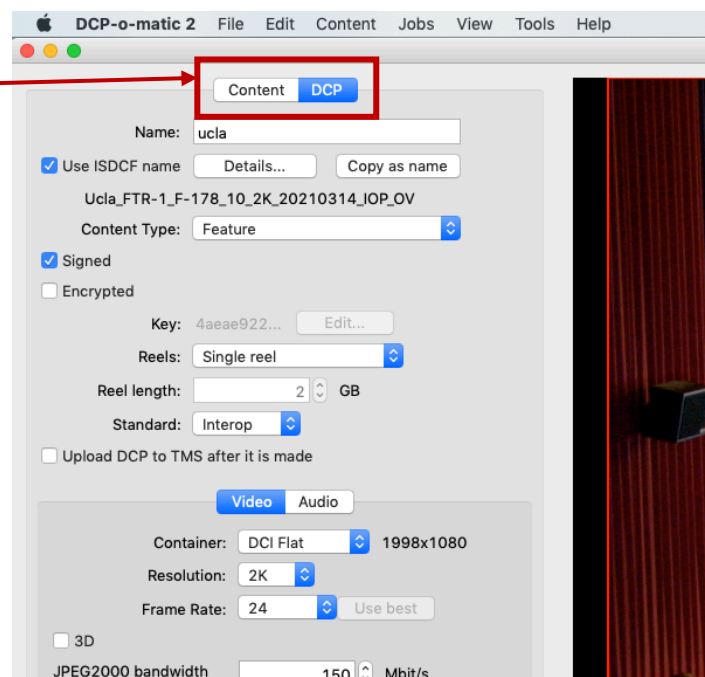 DCP-o-matic 2 File Edit Content Jobs View Tools Help
Content DCP
Name: ucla
Use ISDCF name Details... Copy as name
Ucla_FTR-1_F-178_10_2K_20210314_IOP_OV
Content Type: Feature
Signed
Encrypted
Key: 4aeae922... Edit...
Reels: Single reel
Reel length: 2 GB
Standard: Interop
Upload DCP to TMS after it is made
Video Audio
Container: DCI Flat 1998x1080
Resolution: 2K
Frame Rate: 24 Use best
3D
JPEG2000 bandwidth 150 Mbit/s